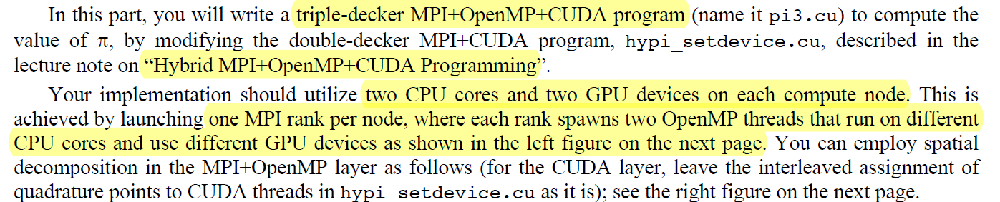 In this part, you will write a triple-decker MPI+OpenMP+CUDA program (name it pi3.cu) to compute the
value of π, by modifying the double-decker MPI+CUDA program, hypi_setdevice.cu, described in the
lecture note on “Hybrid MPI+OpenMP+CUDA Programming”.
Your implementation should utilize two CPU cores and two GPU devices on each compute node. This is
achieved by launching one MPI rank per node, where each rank spawns two OpenMP threads that run on different
CPU cores and use different GPU devices as shown in the left figure on the next page. You can employ spatial
decomposition in the MPI+OpenMP layer as follows (for the CUDA layer, leave the interleaved assignment of
quadrature points to CUDA threads in hypi_setdevice.cu as it is); see the right figure on the next page.